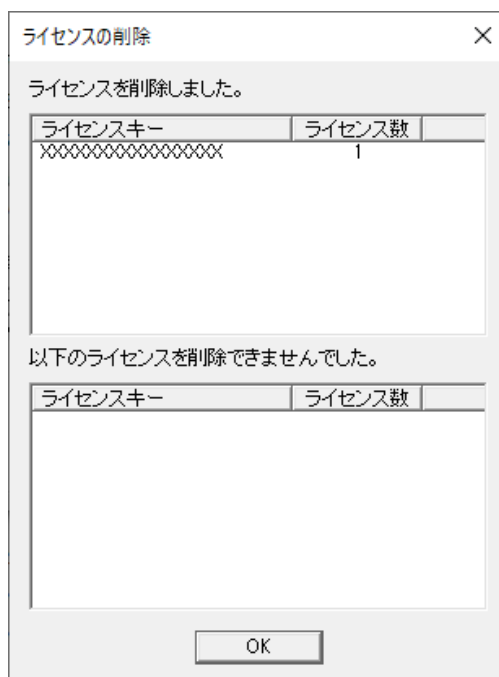 ライセンスの削除
ライセンスを削除しました。
ライセンスキー ライセンス数
XXXXXXXXXXXXXXXX 1
以下のライセンスを削除できませんでした。
ライセンスキー ライセンス数
OK